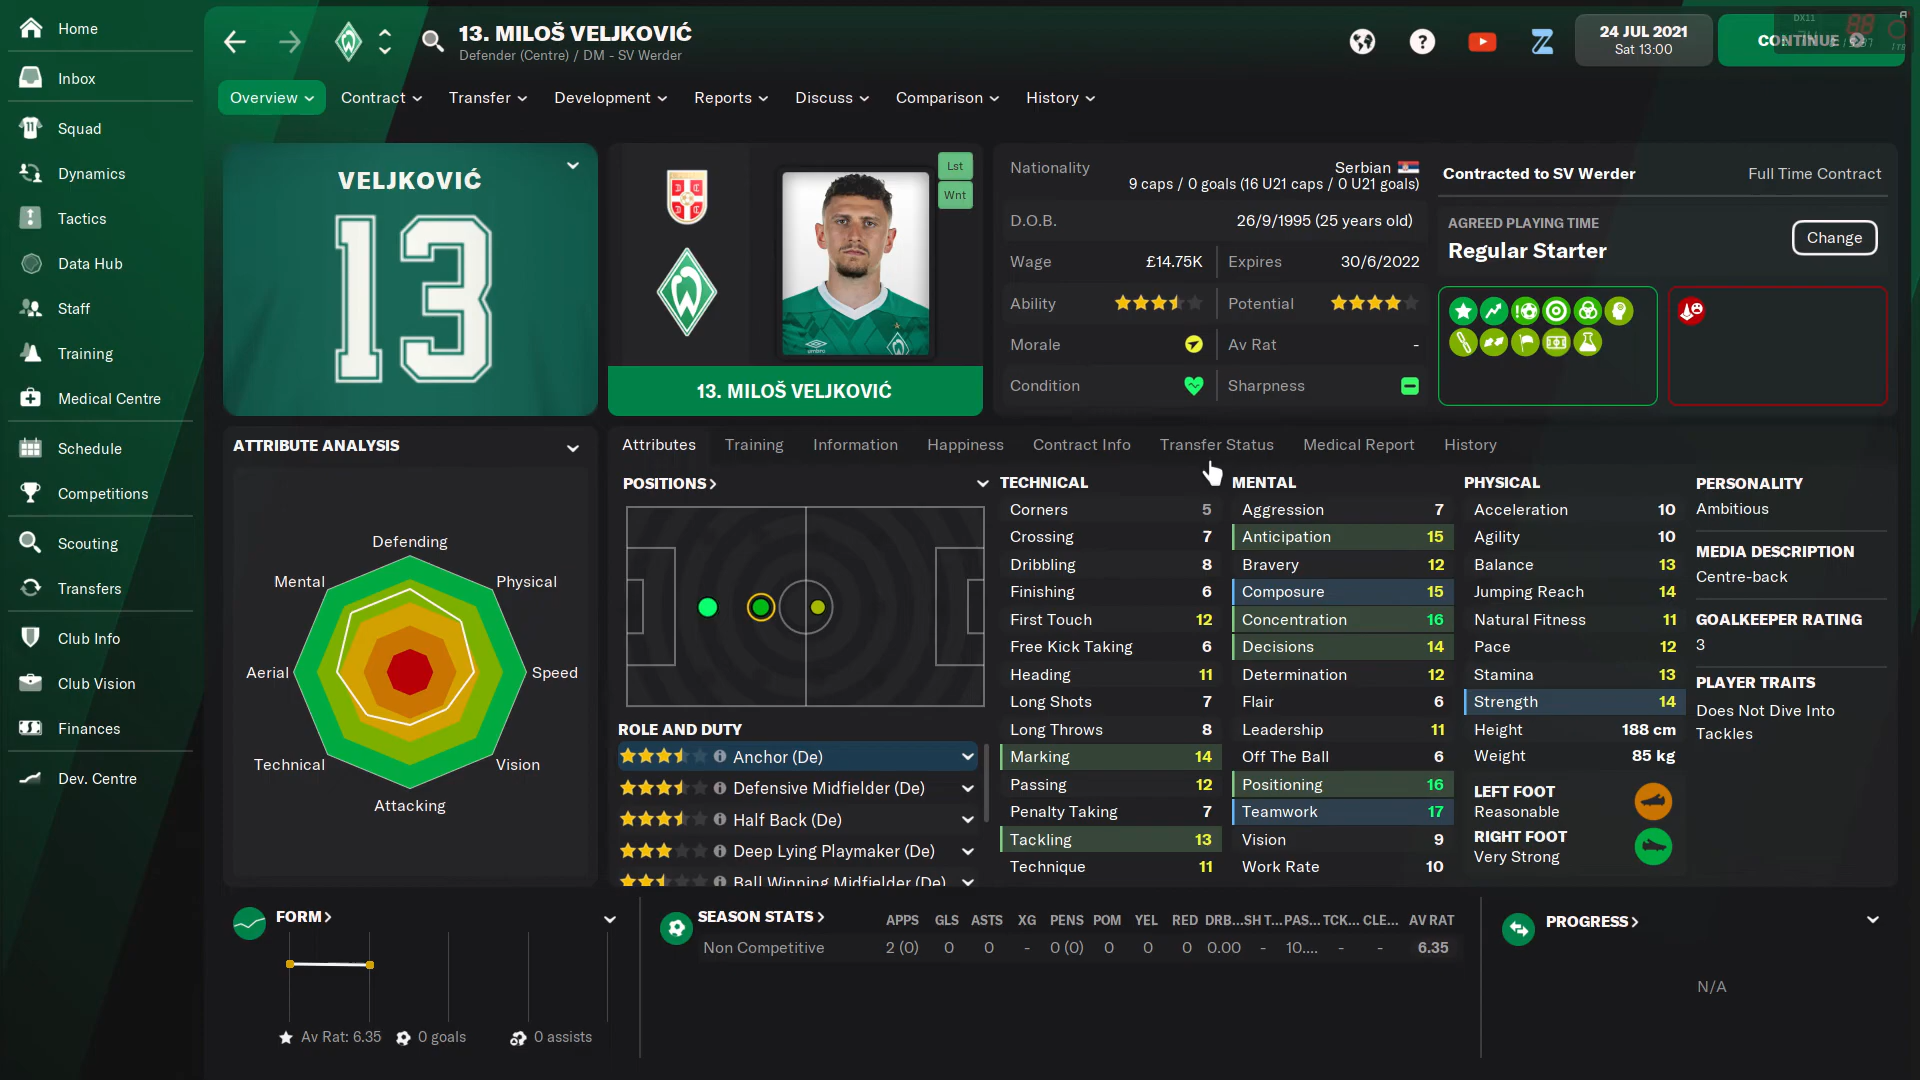 Home
Inbox
Squad
Dynamics
Tactics
Data Hub
Staff
Training
Medical Centre
Schedule
Competitions
Scouting
Transfers
Club Info
Club Vision
Finances
Dev. Centre
13. MILOŠ VELJKOVIĆ
Defender (Centre) / DM - SV Werder
24 JUL 2021
Sat 13:00
CONTINUE
DX11
Overview
Contract
Transfer
Development
Reports
Discuss
Comparison
History
VELJKOVIĆ
13
Lst
Wnt
umbro
13. MILOŠ VELJKOVIĆ
Nationality Serbian
9 caps / 0 goals (16 U21 caps / 0 U21 goals)
D.O.B. 26/9/1995 (25 years old)
Wage £14.75K Expires 30/6/2022
Ability Potential
Morale Av Rat -
Condition Sharpness
Contracted to SV Werder Full Time Contract
AGREED PLAYING TIME
Regular Starter
Change
ATTRIBUTE ANALYSIS
Defending
Mental Physical
Aerial Speed
Technical Vision
Attacking
Attributes Training Information Happiness Contract Info Transfer Status Medical Report History
POSITIONS
ROLE AND DUTY
Anchor (De)
Defensive Midfielder (De)
Half Back (De)
Deep Lying Playmaker (De)
Ball Winning Midfielder (De)
TECHNICAL
Corners 5
Crossing 7
Dribbling 8
Finishing 6
First Touch 12
Free Kick Taking 6
Heading 11
Long Shots 7
Long Throws 8
Marking 14
Passing 12
Penalty Taking 7
Tackling 13
Technique 11
MENTAL
Aggression 7
Anticipation 15
Bravery 12
Composure 15
Concentration 16
Decisions 14
Determination 12
Flair 6
Leadership 11
Off The Ball 6
Positioning 16
Teamwork 17
Vision 9
Work Rate 10
PHYSICAL
Acceleration 10
Agility 10
Balance 13
Jumping Reach 14
Natural Fitness 11
Pace 12
Stamina 13
Strength 14
Height 188 cm
Weight 85 kg
LEFT FOOT
Reasonable
RIGHT FOOT
Very Strong
PERSONALITY
Ambitious
MEDIA DESCRIPTION
Centre-back
GOALKEEPER RATING
3
PLAYER TRAITS
Does Not Dive Into
Tackles
FORM
Av Rat: 6.35 0 goals 0 assists
SEASON STATS APPS GLS ASTS XG PENS POM YEL RED DRB... SH T... PAS... TCK... CLE... AV RAT
Non Competitive 2 (0) 0 0 - 0 (0) 0 0 0 0.00 - 10.... - - 6.35
PROGRESS
N/A